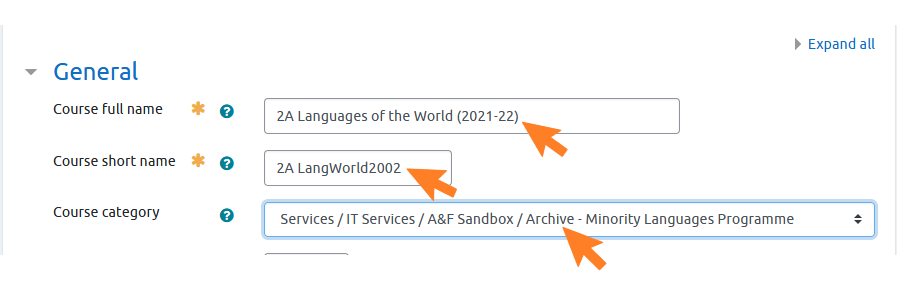 Expand all
General
Course full name
2A Languages of the World (2021-22)
Course short name
2A LangWorld2002
Course category
Services / IT Services / A&F Sandbox / Archive - Minority Languages Programme